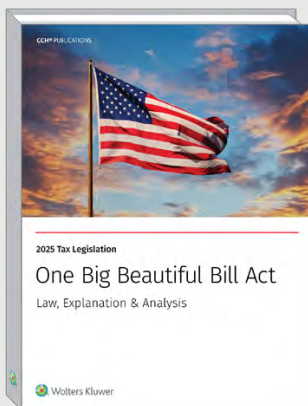 CCH® PUBLICATIONS
2025 Tax Legislation
One Big Beautiful Bill Act
Law, Explanation & Analysis
Wolters Kluwer